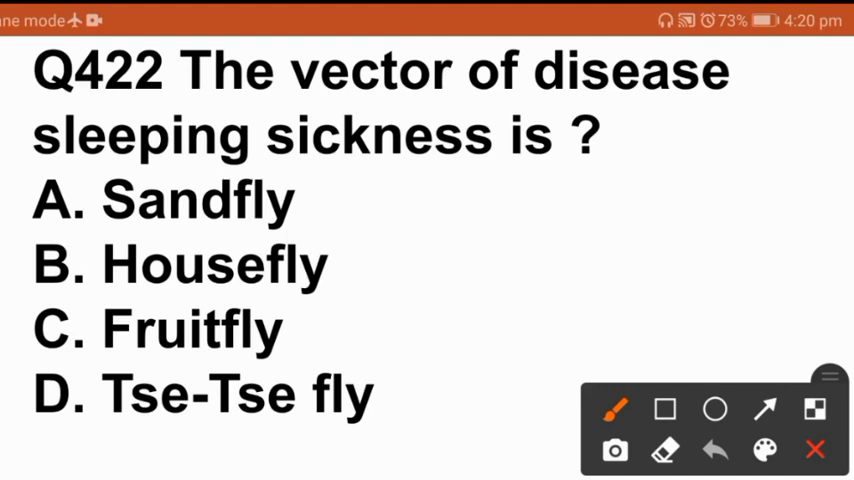 ne mode 73% 4:20 pm
Q422 The vector of disease
sleeping sickness is ?
A. Sandfly
B. Housefly
C. Fruitfly
D. Tse-Tse fly